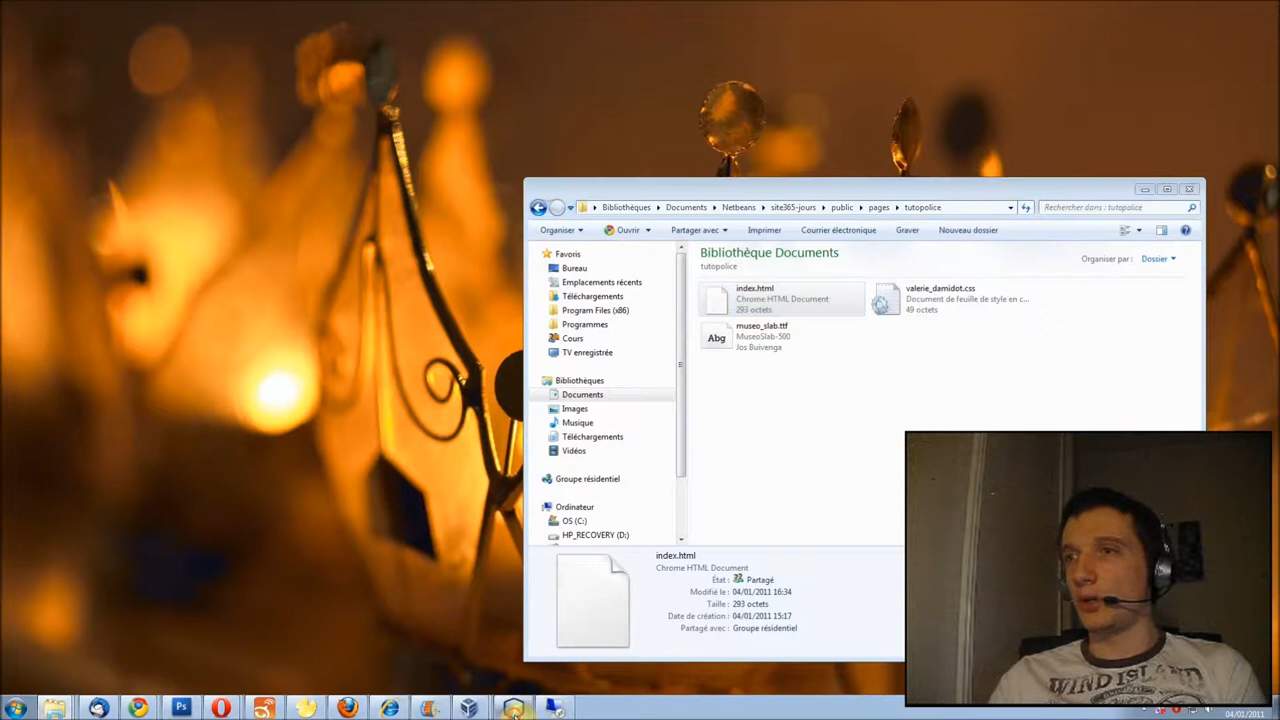 Bibliothèques Documents Netbeans site365-jours public pages tutopolice
Rechercher dans : tutopolice
Organiser Ouvrir Partager avec Imprimer Courrier électronique Graver Nouveau dossier
Favoris
Bureau
Emplacements récents
Téléchargements
Program Files (x86)
Programmes
Cours
TV enregistrée
Bibliothèques
Documents
Images
Musique
Téléchargements
Vidéos
Groupe résidentiel
Ordinateur
OS (C:)
HP_RECOVERY (D:)
Bibliothèque Documents
tutopolice
Organiser par : Dossier
index.html
Chrome HTML Document
293 octets
valerie_damidot.css
Document de feuille de style en c...
49 octets
Abg
museo_slab.ttf
MuseoSlab-500
Jos Buivenga
index.html
Chrome HTML Document
État : Partagé
Modifié le : 04/01/2011 16:34
Taille : 293 octets
Date de création : 04/01/2011 15:17
Partagé avec : Groupe résidentiel
WIND ISLAND
Ps
04/01/2011